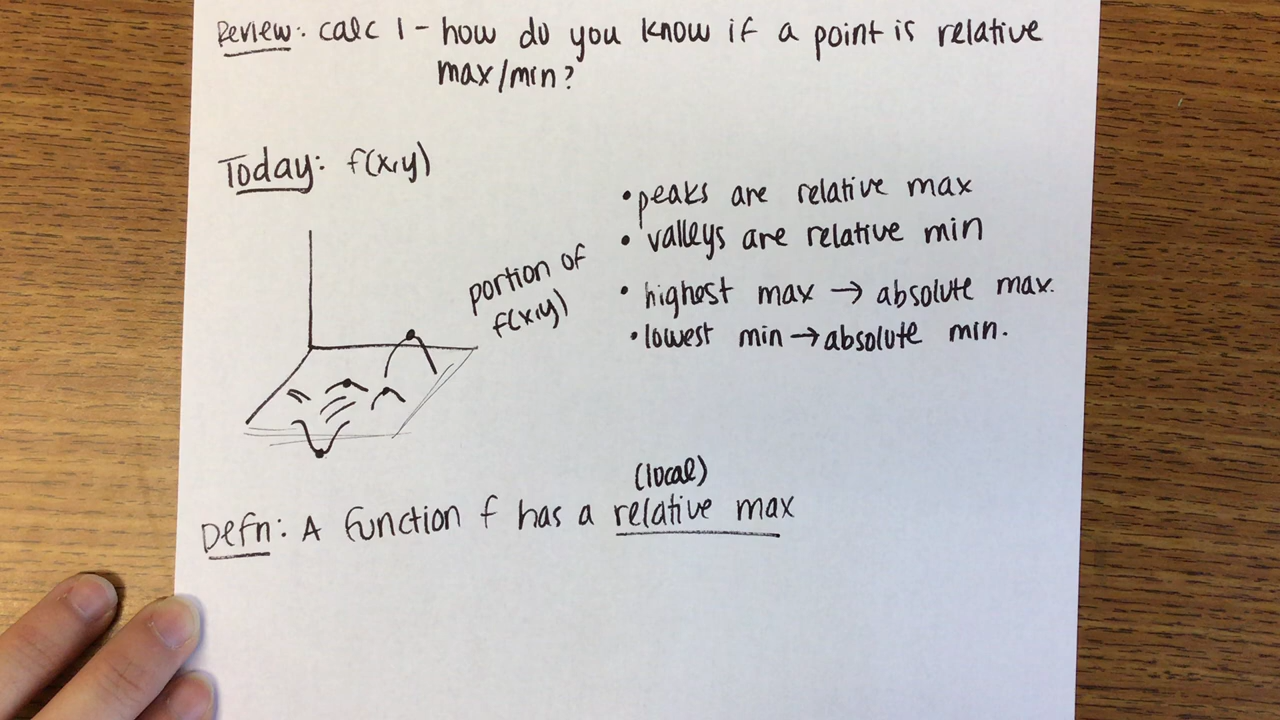 Review: calc 1 - how do you know if a point is relative
max/min?
Today: f(x,y)
• peaks are relative max
• valleys are relative min
portion of
f(x,y)
• highest max → absolute max.
• lowest min → absolute min.
(local)
Defn: A function f has a relative max